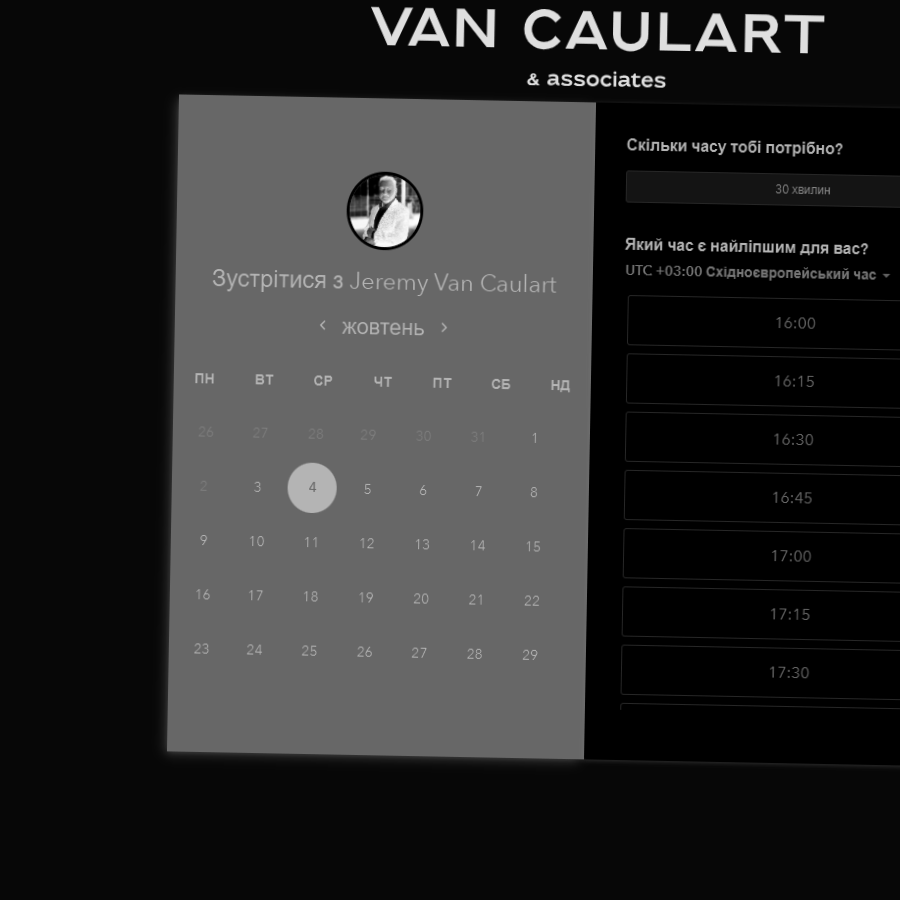 VAN CAULART
& associates
Зустрітися з Jeremy Van Caulart
жовтень
ПН ВТ СР ЧТ ПТ СБ НД
26 27 28 29 30 31 1
2 3 4 5 6 7 8
9 10 11 12 13 14 15
16 17 18 19 20 21 22
23 24 25 26 27 28 29
Скільки часу тобі потрібно?
30 хвилин
Який час є найліпшим для вас?
UTC +03:00 Східноєвропейський час
16:00
16:15
16:30
16:45
17:00
17:15
17:30